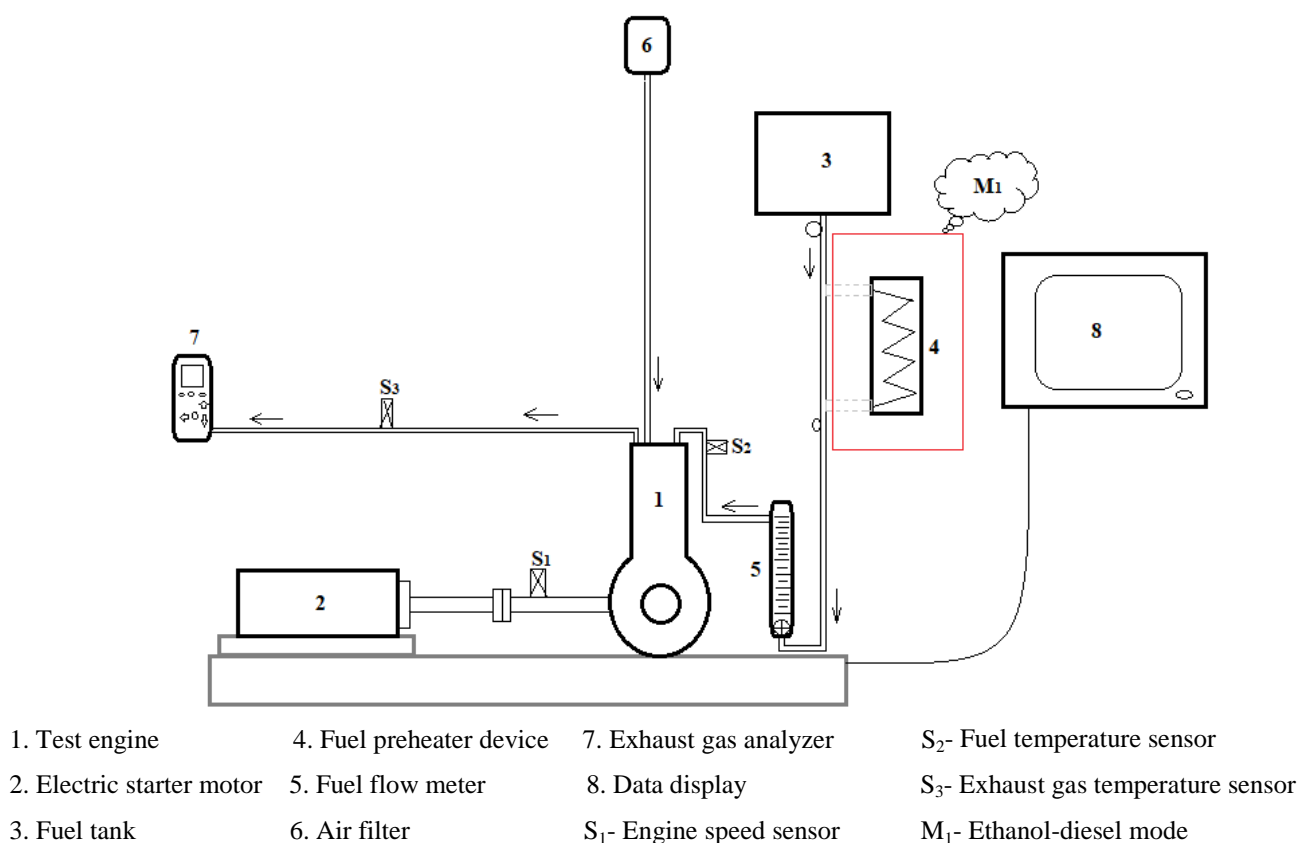 6
3
M1
4
8
7
S3
S2
1
5
S1
2
1. Test engine 4. Fuel preheater device 7. Exhaust gas analyzer S2- Fuel temperature sensor
2. Electric starter motor 5. Fuel flow meter 8. Data display S3- Exhaust gas temperature sensor
3. Fuel tank 6. Air filter S1- Engine speed sensor M1- Ethanol-diesel mode